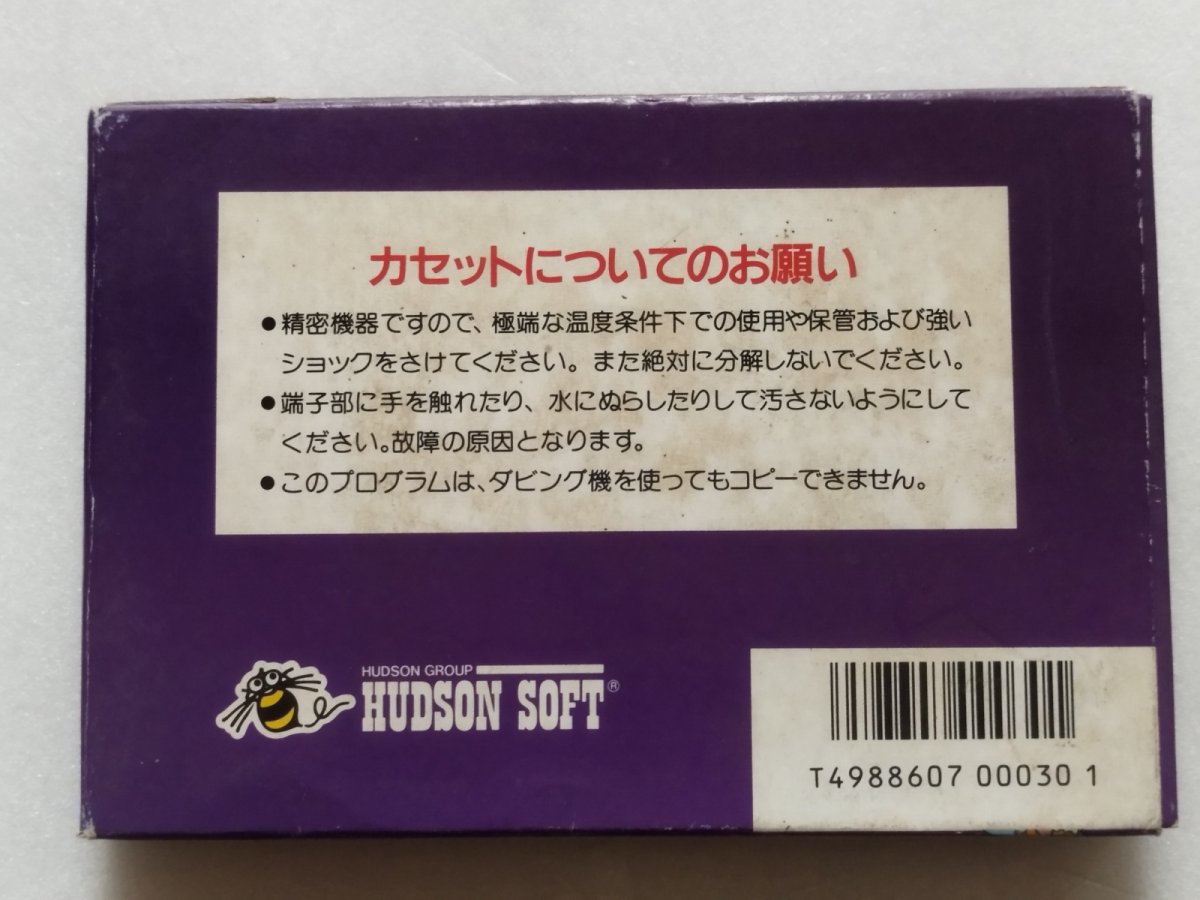 カセットについてのお願い
●精密機器ですので、極端な温度条件下での使用や保管および強い
ショックをさけてください。また絶対に分解しないでください。
●端子部に手を触れたり、水にぬらしたりして汚さないようにして
ください。故障の原因となります。
●このプログラムは、ダビング機を使ってもコピーできません。
HUDSON GROUP
HUDSON SOFT®
T4988607 00030 1